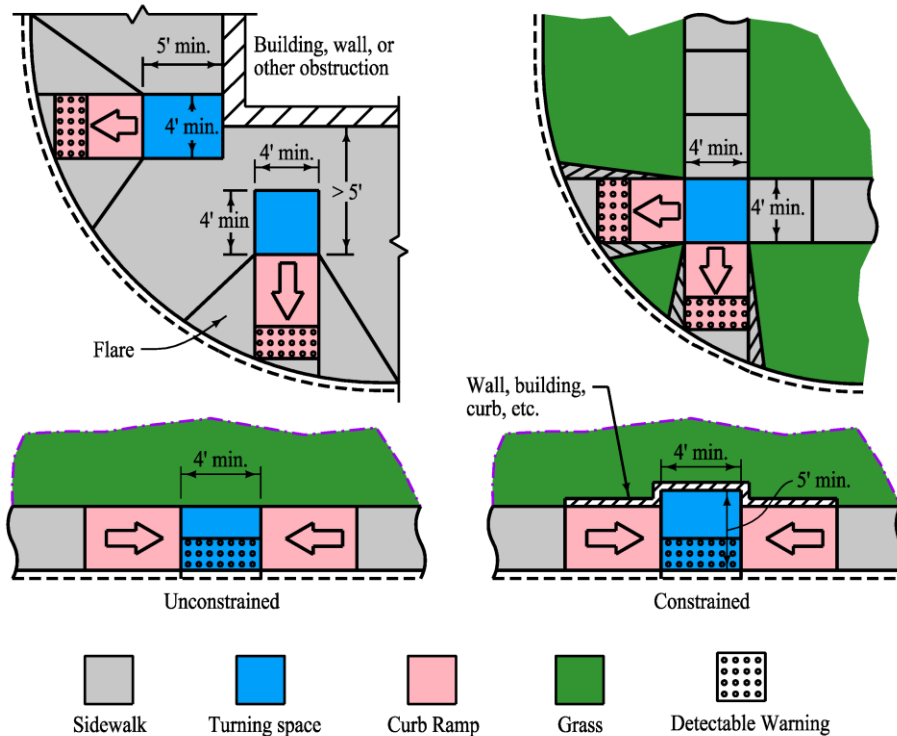 5' min.
Building, wall, or
other obstruction
4' min.
4' min.
> 5'
4' min
Flare
4' min.
4' min.
Wall, building,
curb, etc.
4' min.
4' min.
5' min.
Unconstrained
Constrained
Sidewalk
Turning space
Curb Ramp
Grass
Detectable Warning